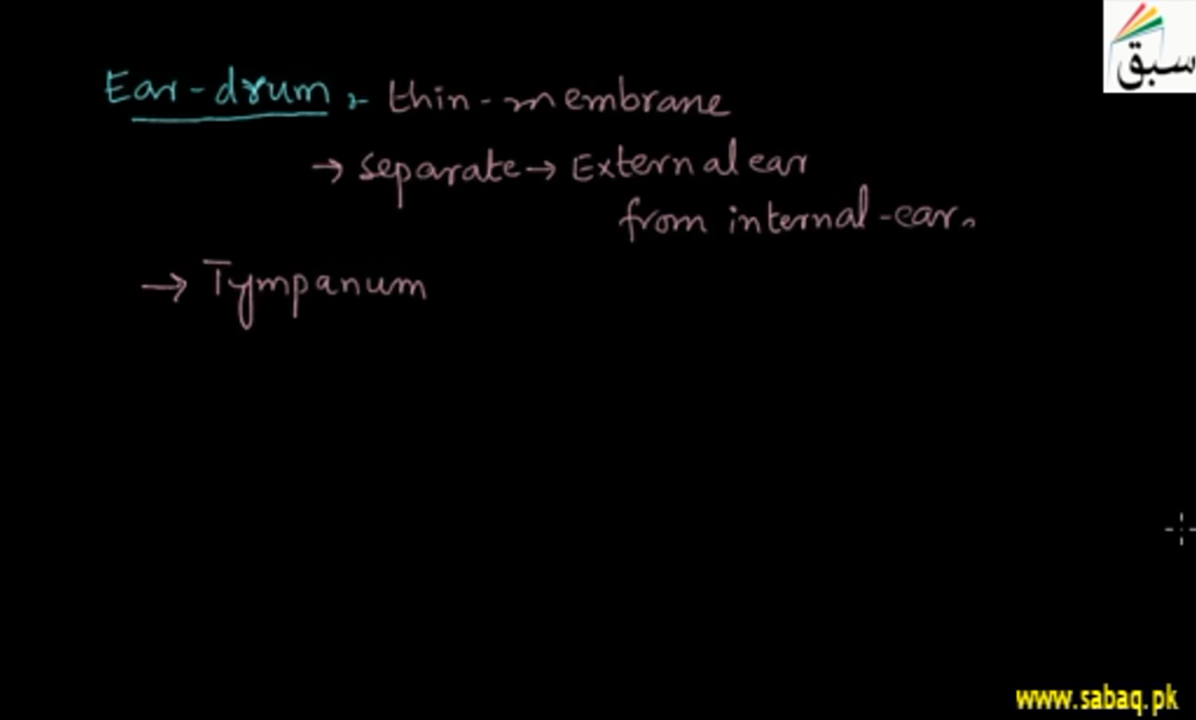 سبق
Ear-drum :- thin-membrane
→ separate → External ear
from internal-ear.
→ Tympanum
www.sabaq.pk